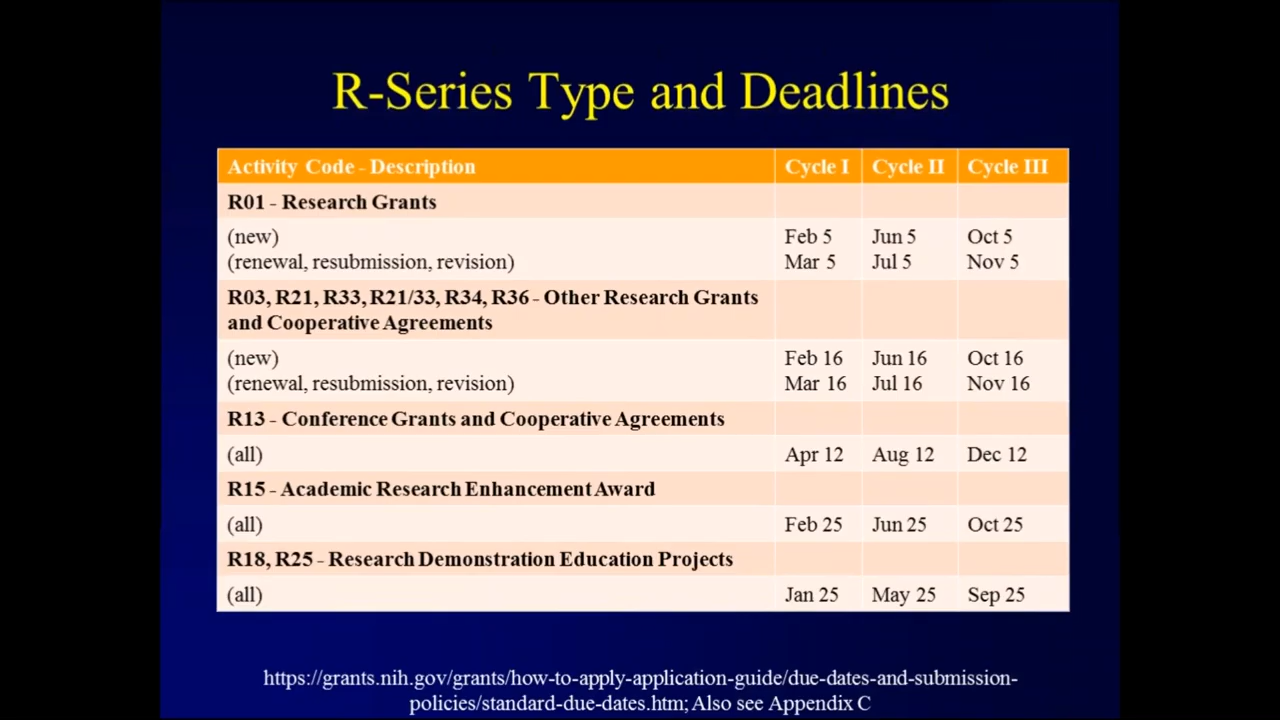 R-Series Type and Deadlines
Activity Code - Description Cycle I Cycle II Cycle III
R01 - Research Grants
(new) Feb 5 Jun 5 Oct 5
(renewal, resubmission, revision) Mar 5 Jul 5 Nov 5
R03, R21, R33, R21/33, R34, R36 - Other Research Grants
and Cooperative Agreements
(new) Feb 16 Jun 16 Oct 16
(renewal, resubmission, revision) Mar 16 Jul 16 Nov 16
R13 - Conference Grants and Cooperative Agreements
(all) Apr 12 Aug 12 Dec 12
R15 - Academic Research Enhancement Award
(all) Feb 25 Jun 25 Oct 25
R18, R25 - Research Demonstration Education Projects
(all) Jan 25 May 25 Sep 25
https://grants.nih.gov/grants/how-to-apply-application-guide/due-dates-and-submission-
policies/standard-due-dates.htm; Also see Appendix C